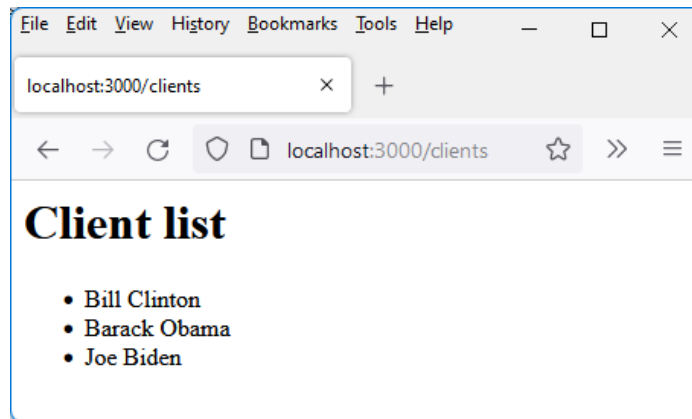 File Edit View History Bookmarks Tools Help
localhost:3000/clients
localhost:3000/clients
Client list
• Bill Clinton
• Barack Obama
• Joe Biden